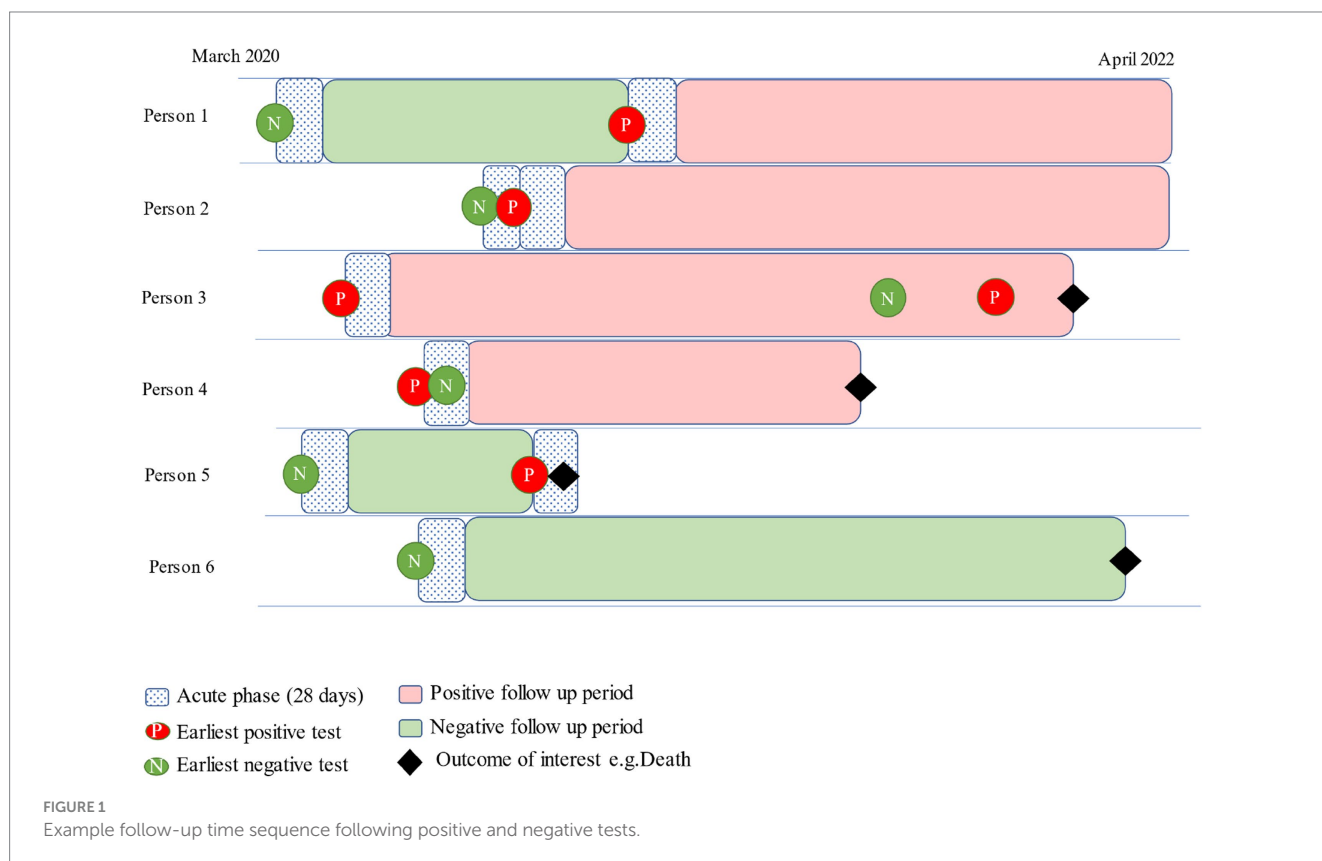 March 2020
April 2022
Person 1
N
P
Person 2
N
P
Person 3
P
N
P
Person 4
P
N
Person 5
N
P
Person 6
N
Acute phase (28 days)
Positive follow up period
P
Earliest positive test
Negative follow up period
N
Earliest negative test
Outcome of interest e.g.Death
FIGURE 1
Example follow-up time sequence following positive and negative tests.